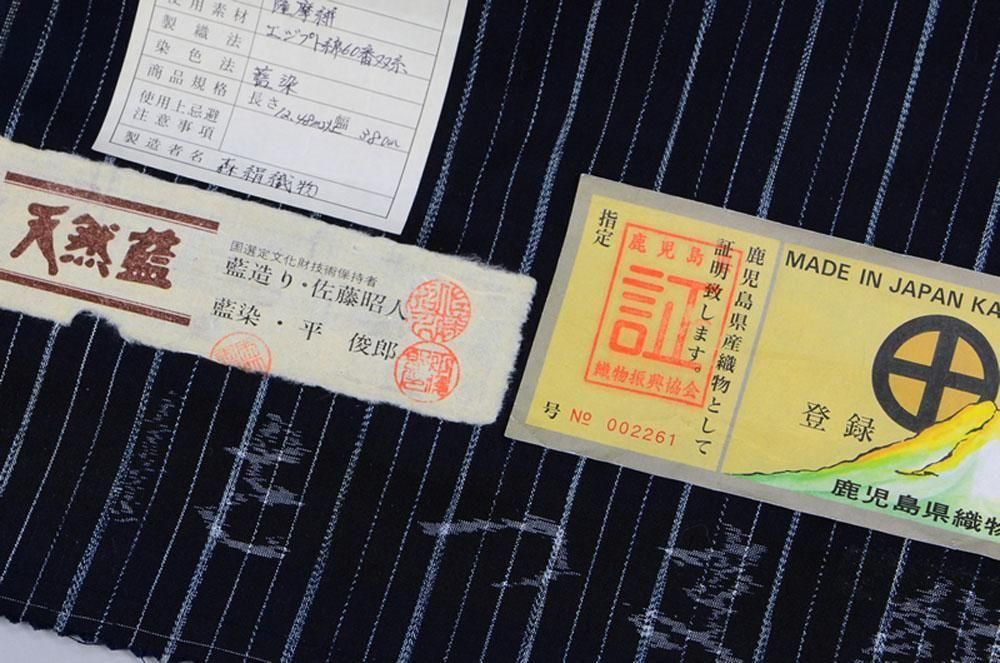 使用素材 薩摩絣
製織法 エジプト綿60番双糸
染色法 藍染
商品規格 長さ12.48m 幅38cm
使用上忌避
注意事項
製造者名 森絹織物
天然藍
国選定文化財技術保持者
藍造り・佐藤昭人
藍染・平 俊郎
指定
鹿児島
証
織物振興協会
鹿児島県産織物として
証明致します。
号 № 002261
MADE IN JAPAN KA
登録
鹿児島県織物